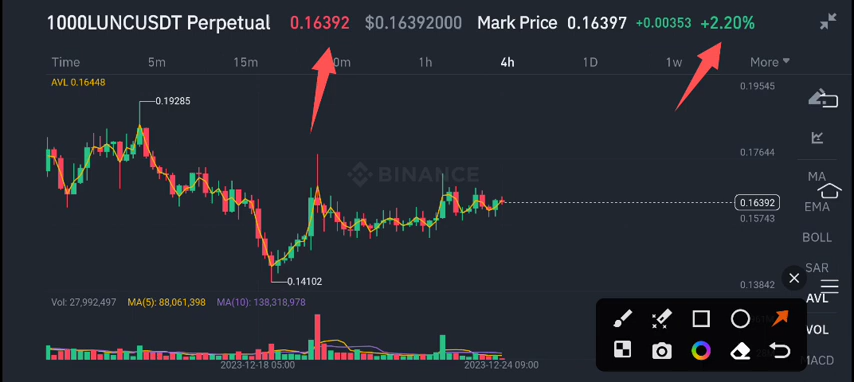 1000LUNCUSDT Perpetual 0.16392 $0.16392000 Mark Price 0.16397 +0.00353 +2.20%
Time 5m 15m 0m 1h 4h 1D 1w More
AVL 0.16448
0.19545
0.19285
0.17644
BINANCE
MA
0.16392
EMA
0.15743
BOLL
SAR
0.14102
0.13842
Vol: 27,992,497 MA(5): 88,061,398 MA(10): 138,318,978
AVL
VOL
MACD
2023-12-18 05:00 2023-12-24 09:00